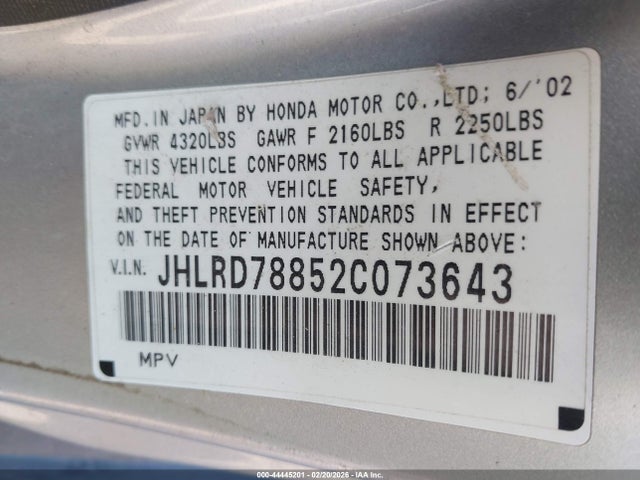 MFD.IN JAPAN BY HONDA MOTOR CO.,LTD; 6/'02
GVWR 4320LBS GAWR F 2160LBS R 2250LBS
THIS VEHICLE CONFORMS TO ALL APPLICABLE
FEDERAL MOTOR VEHICLE SAFETY,
AND THEFT PREVENTION STANDARDS IN EFFECT
ON THE DATE OF MANUFACTURE SHOWN ABOVE:
V.I.N. JHLRD78852C073643
MPV
000-44445201 - 02/20/2026 - IAAI.COM